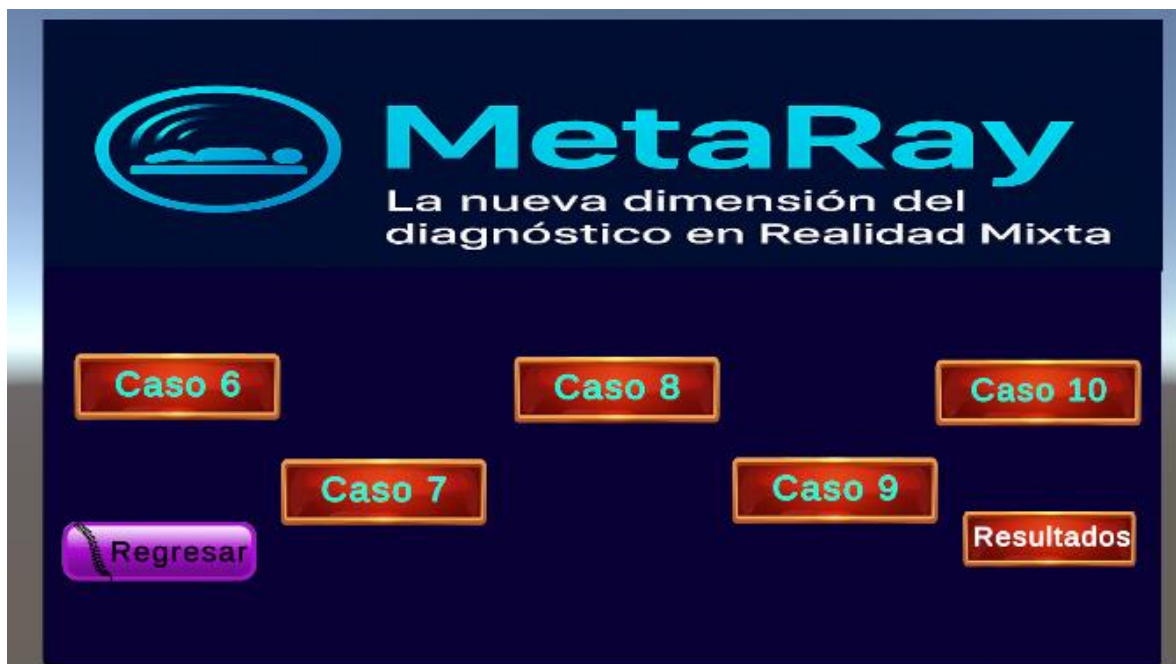 MetaRay
La nueva dimensión del
diagnóstico en Realidad Mixta
Caso 6
Caso 8
Caso 10
Caso 7
Caso 9
Regresar
Resultados